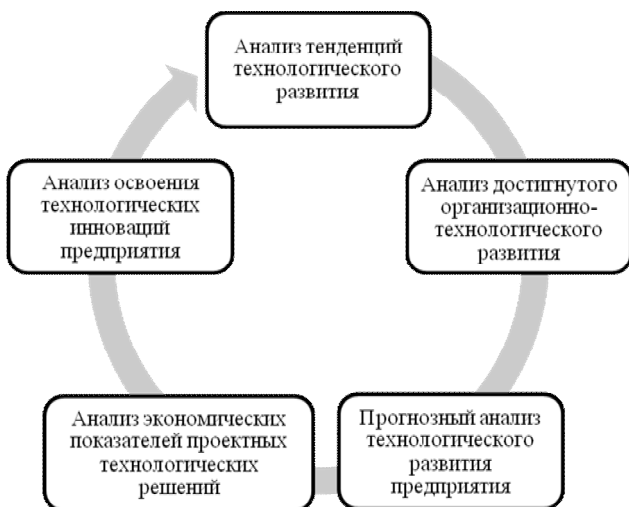 Анализ тенденций
технологического
развития
Анализ достигнутого
организационно-
технологического
развития
Прогнозный анализ
технологического
развития
предприятия
Анализ экономических
показателей проектных
технологических
решений
Анализ освоения
технологических
инноваций
предприятия